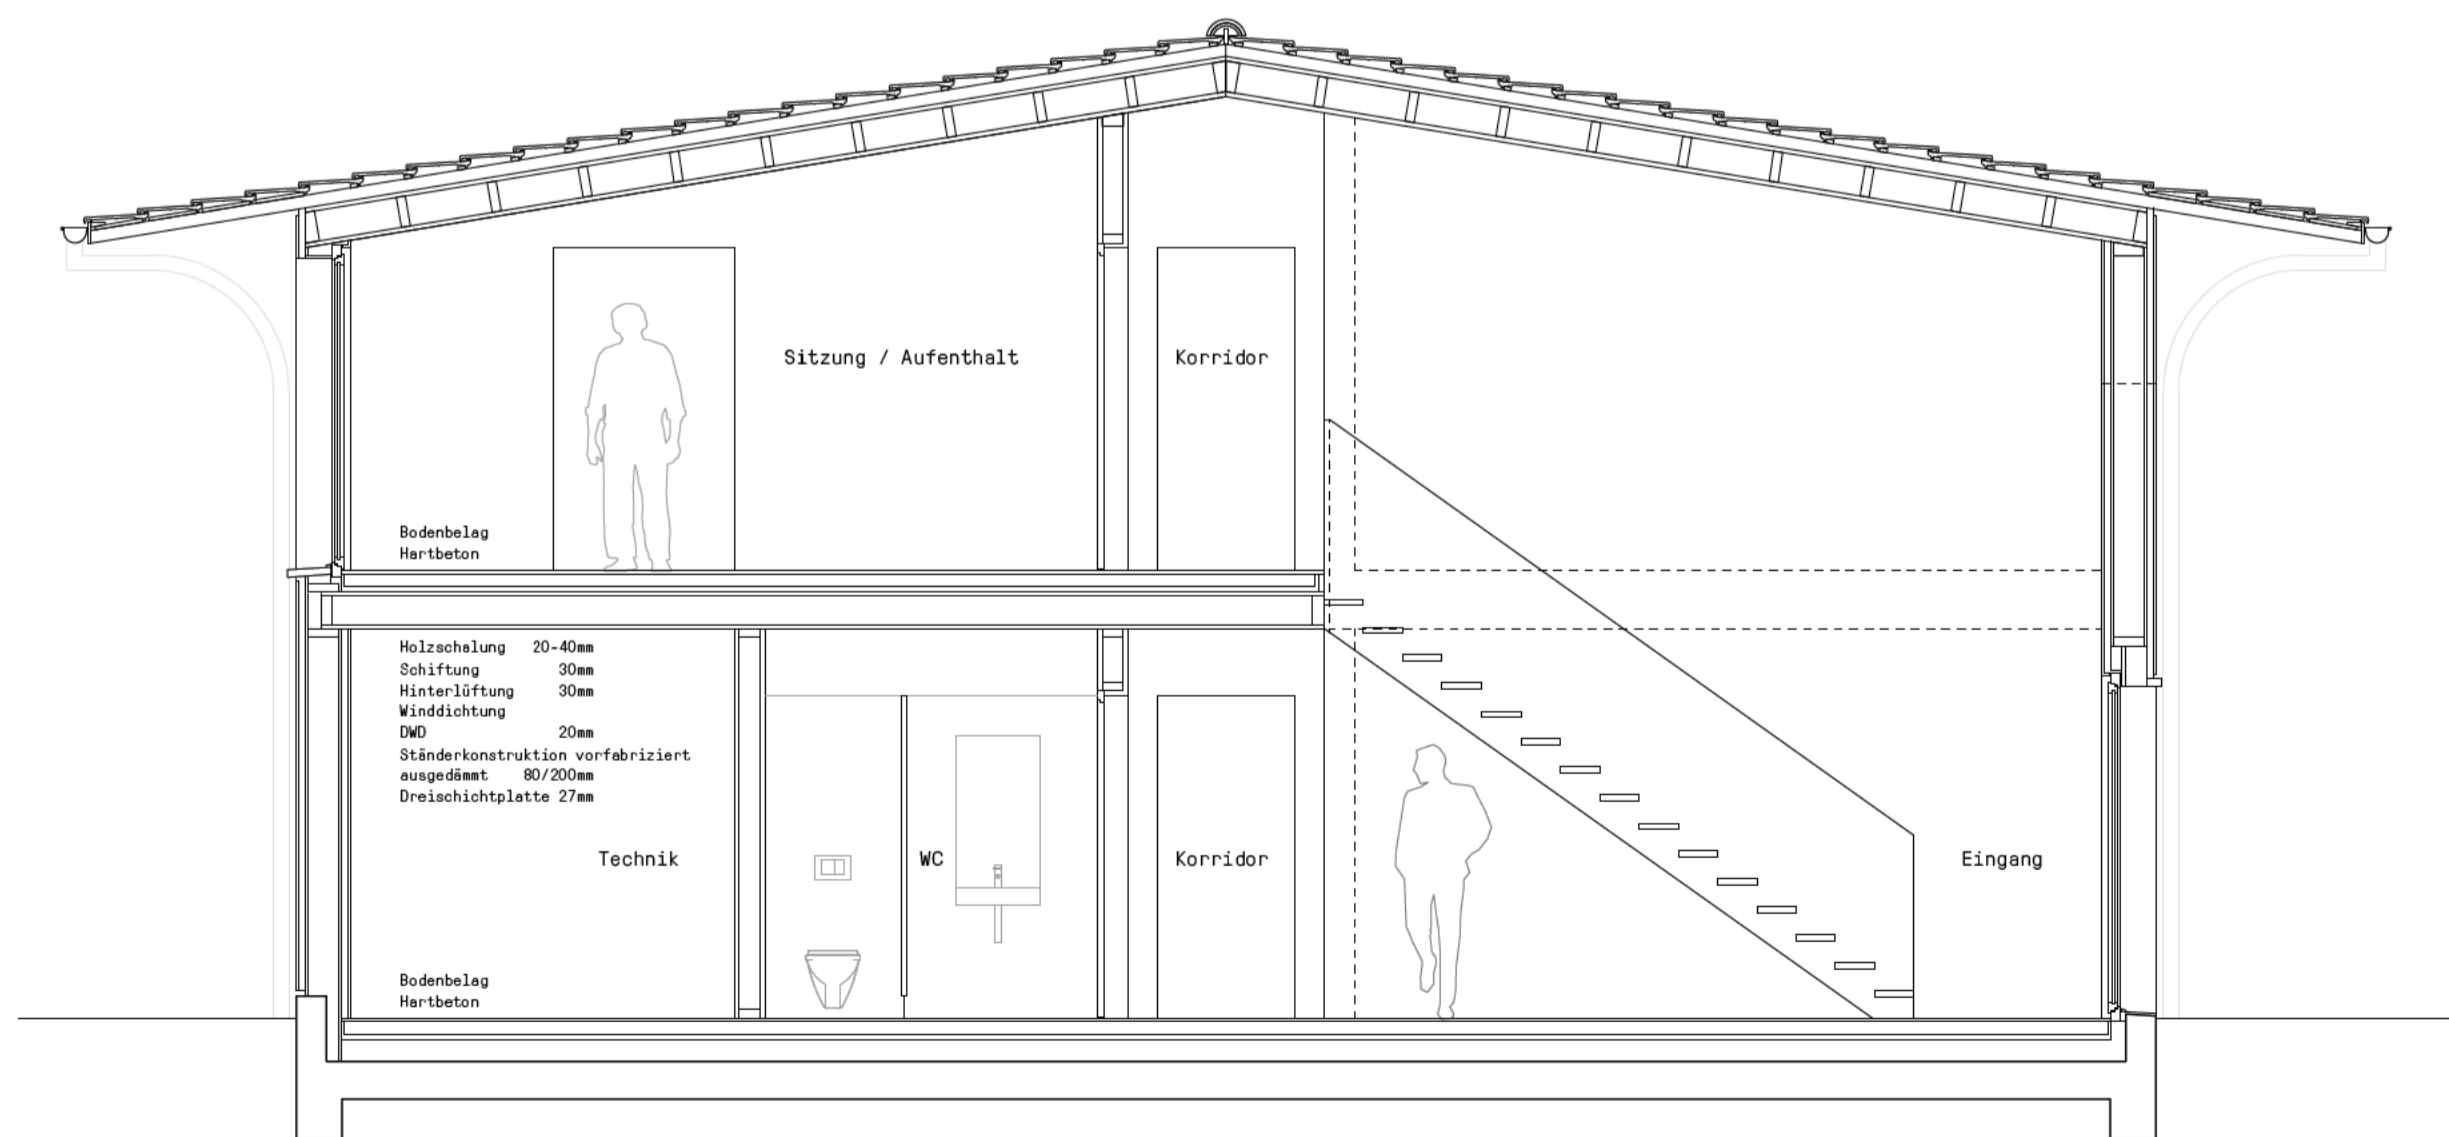 Sitzung / Aufenthalt
Korridor
Bodenbelag
Hartbeton
Holzschalung 20-40mm
Schiftung 30mm
Hinterlüftung 30mm
Winddichtung
DWD 20mm
Ständerkonstruktion vorfabriziert
ausgedämmt 80/200mm
Dreischichtplatte 27mm
Technik
WC
Korridor
Eingang
Bodenbelag
Hartbeton